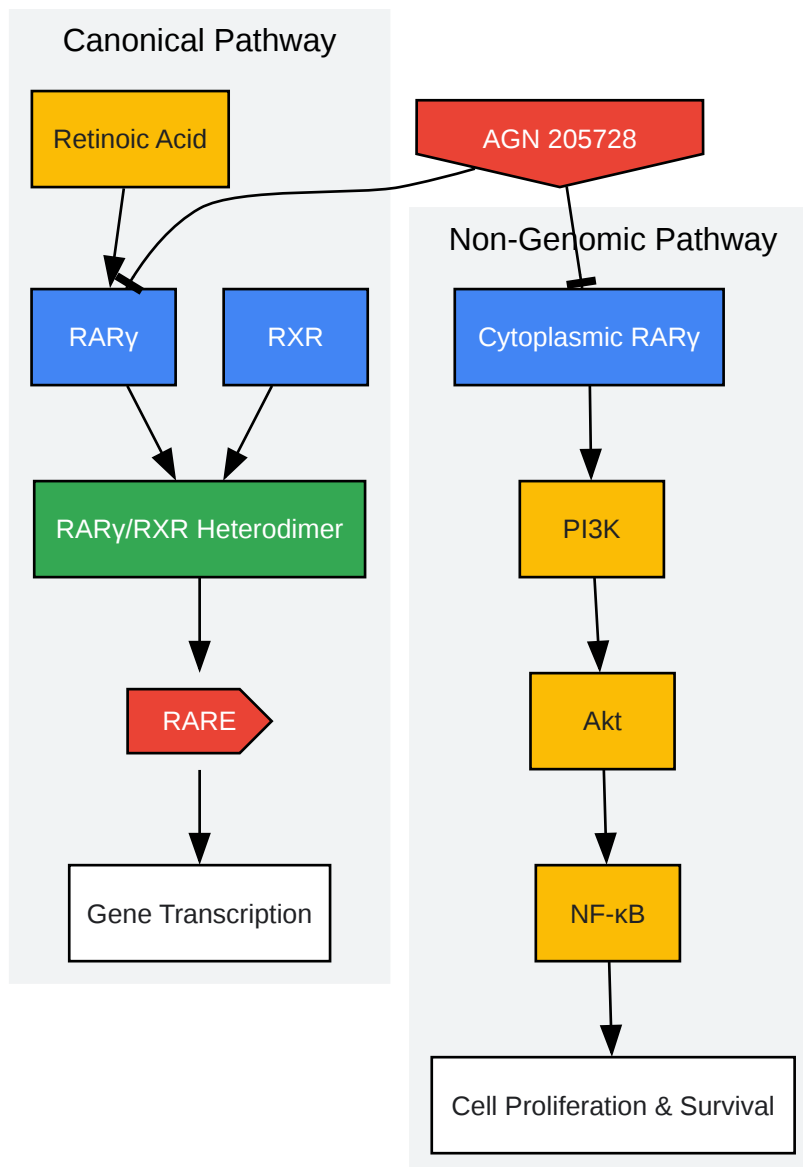 Canonical Pathway
Retinoic Acid
AGN 205728
Non-Genomic Pathway
RARγ
RXR
Cytoplasmic RARγ
RARγ/RXR Heterodimer
PI3K
RARE
Akt
Gene Transcription
NF-κB
Cell Proliferation & Survival